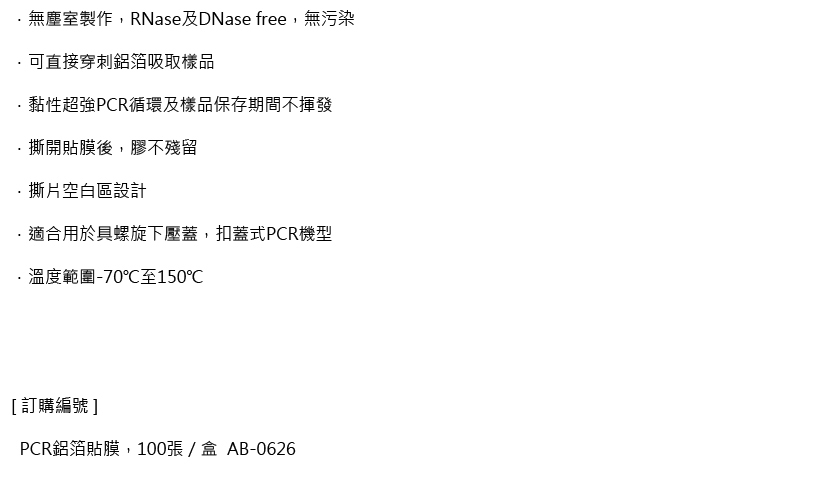 ．無塵室製作，RNase及DNase free，無污染
．可直接穿刺鋁箔吸取樣品
．黏性超強PCR循環及樣品保存期間不揮發
．撕開貼膜後，膠不殘留
．撕片空白區設計
．適合用於具螺旋下壓蓋，扣蓋式PCR機型
．溫度範圍-70℃至150℃
[ 訂購編號 ]
PCR鋁箔貼膜，100張 / 盒  AB-0626